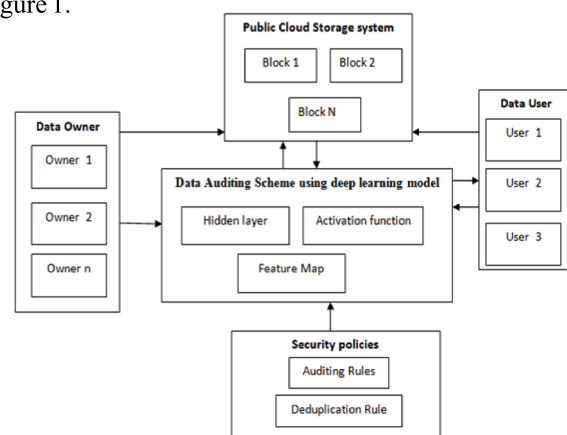 gure 1.
Public Cloud Storage system
Block 1
Block 2
Block N
Data Owner
Owner 1
Owner 2
Owner n
Data User
User 1
User 2
User 3
Data Auditing Scheme using deep learning model
Hidden layer
Activation function
Feature Map
Security policies
Auditing Rules
Deduplication Rule